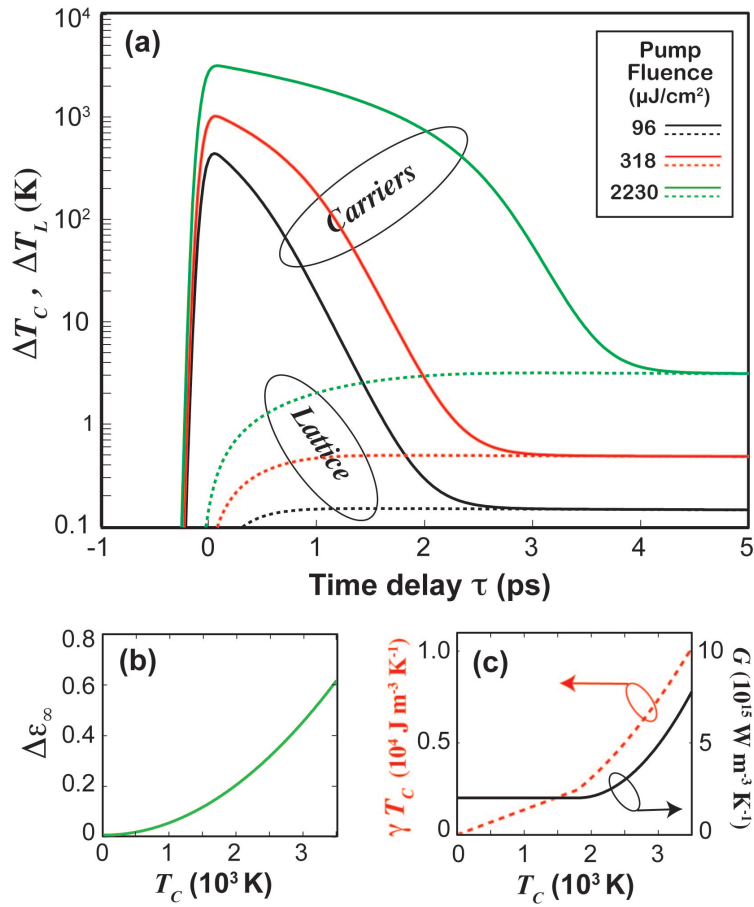 (a)
Pump
Fluence
(µJ/cm²)
96
318
2230
Carriers
Lattice
ΔT_C , ΔT_L (K)
10⁴
10³
10²
10
1
0.1
-1 0 1 2 3 4 5
Time delay τ (ps)
(b)
Δε∞
0.8
0.6
0.4
0.2
0
0 1 2 3
T_C (10³ K)
(c)
γ T_C (10⁴ J m⁻³ K⁻¹)
1.0
0.5
0
0 1 2 3
T_C (10³ K)
10
5
0
G (10¹⁵ W m⁻³ K⁻¹)